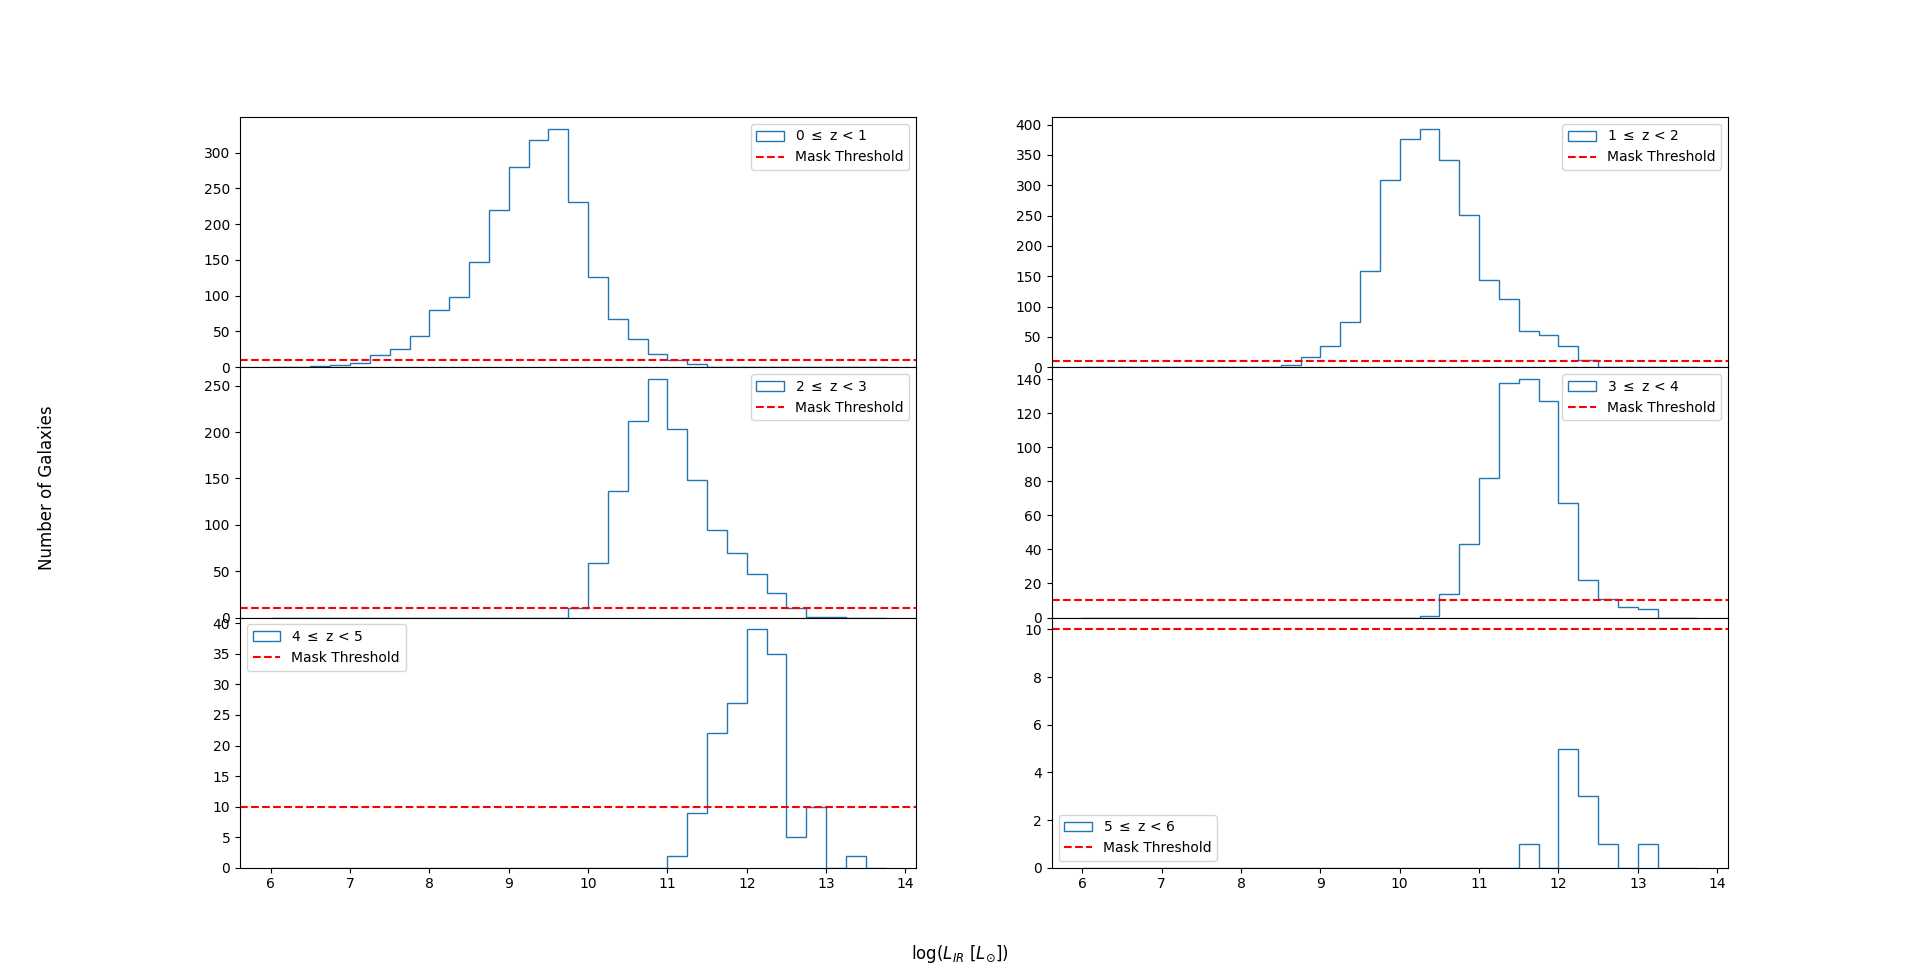 0 ≤ z < 1
Mask Threshold
300
250
200
150
100
50
0
1 ≤ z < 2
Mask Threshold
400
350
300
250
200
150
100
50
0
Number of Galaxies
2 ≤ z < 3
Mask Threshold
250
200
150
100
50
0
3 ≤ z < 4
Mask Threshold
140
120
100
80
60
40
20
0
4 ≤ z < 5
Mask Threshold
40
35
30
25
20
15
10
5
0
6 7 8 9 10 11 12 13 14
10
8
6
4
2
0
5 ≤ z < 6
Mask Threshold
6 7 8 9 10 11 12 13 14
log(L_{IR} [L_⊙])